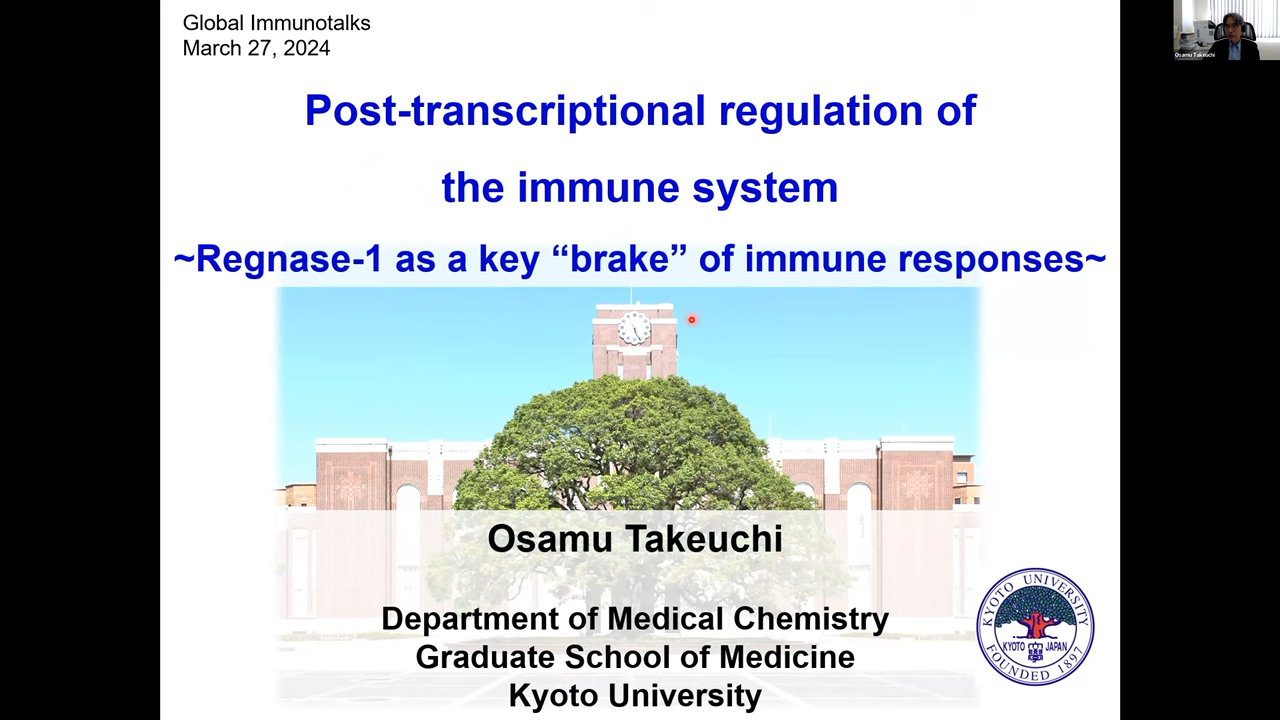 Global Immunotalks
March 27, 2024
Osamu Takeuchi
Post-transcriptional regulation of
the immune system
~Regnase-1 as a key “brake” of immune responses~
Osamu Takeuchi
Department of Medical Chemistry
Graduate School of Medicine
Kyoto University
KYOTO UNIVERSITY
KYOTO JAPAN
FOUNDED 1897